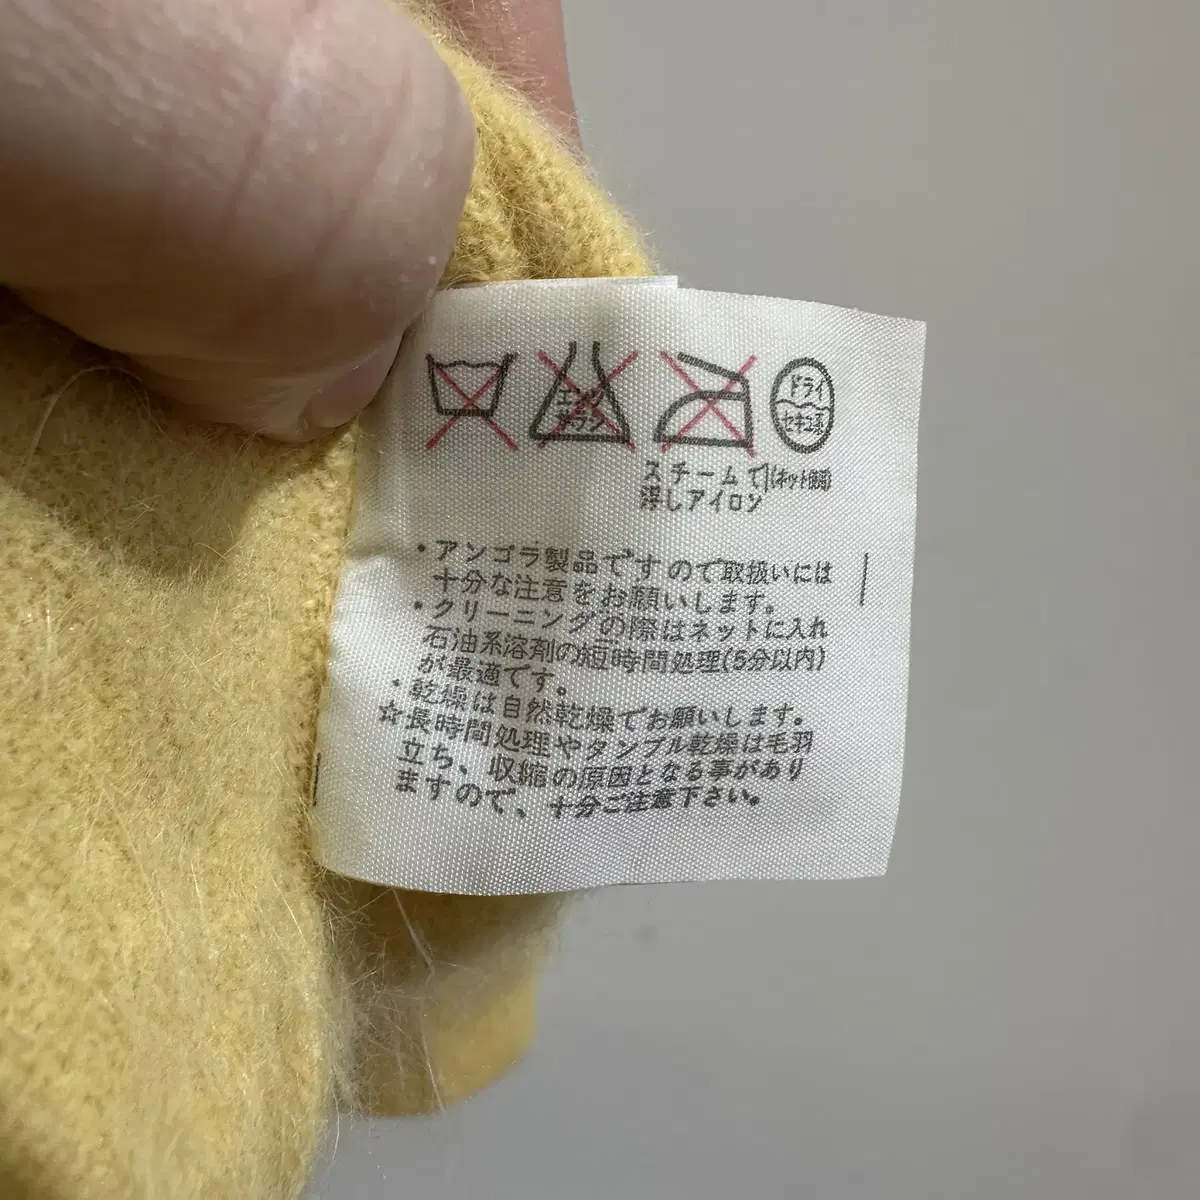 エンソ
サラシ
ドライ
セキユ系
スチームで (ネット使用)
浮しアイロン
・アンゴラ製品ですので取扱いには
十分な注意をお願いします。
・クリーニングの際はネットに入れ
石油系溶剤の短時間処理(5分以内)
が最適です。
・乾燥は自然乾燥でお願いします。
☆長時間処理やタンブル乾燥は毛羽
立ち、収縮の原因となる事があり
ますので、十分ご注意下さい。